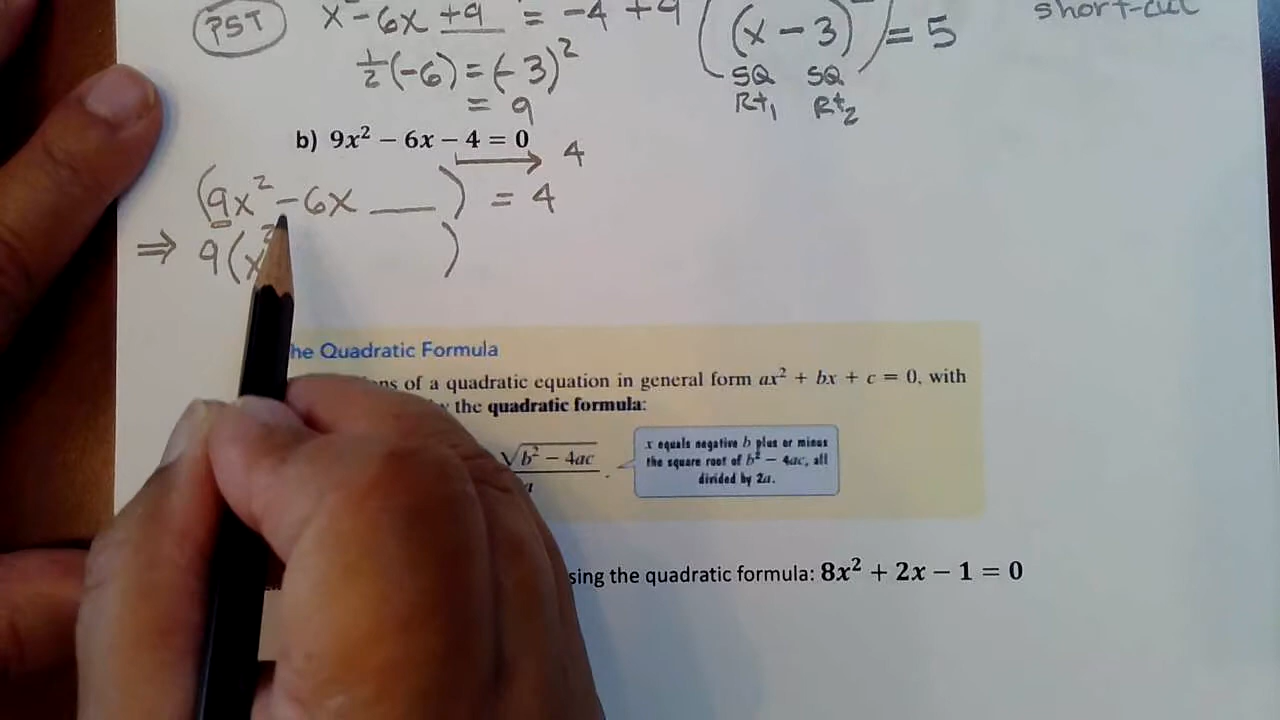 PST x² - 6x +9 = -4 +9 (x - 3) = 5 short-cut
½(-6) = (-3)² SQ SQ
= 9 Rt₁ Rt₂
b) 9x² − 6x − 4 = 0 4
(9x² - 6x ___) = 4
⇒ 9(x² )
he Quadratic Formula
ns of a quadratic equation in general form ax² + bx + c = 0, with
the quadratic formula:
√b² − 4ac
x equals negative b plus or minus
the square root of b² − 4ac, all
divided by 2a.
sing the quadratic formula: 8x² + 2x − 1 = 0